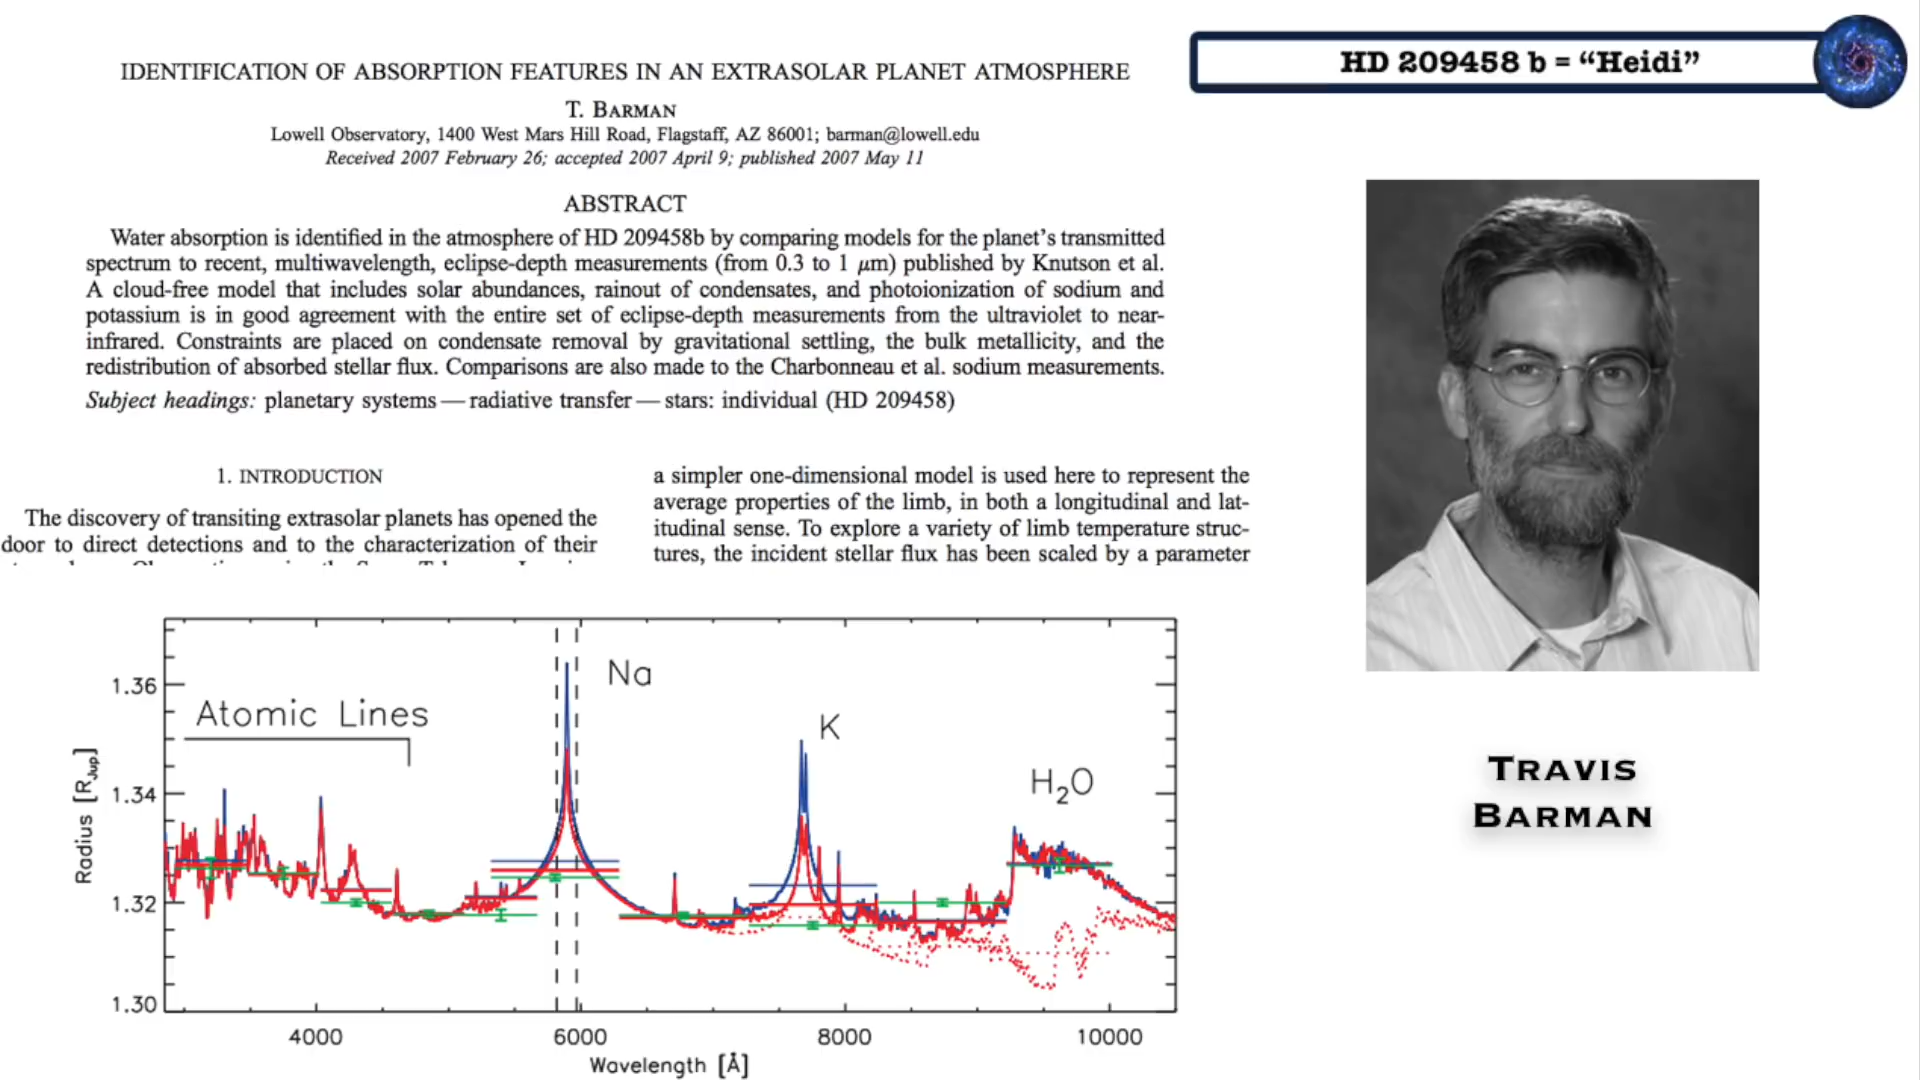 IDENTIFICATION OF ABSORPTION FEATURES IN AN EXTRASOLAR PLANET ATMOSPHERE
T. BARMAN
Lowell Observatory, 1400 West Mars Hill Road, Flagstaff, AZ 86001; barman@lowell.edu
Received 2007 February 26; accepted 2007 April 9; published 2007 May 11
ABSTRACT
Water absorption is identified in the atmosphere of HD 209458b by comparing models for the planet's transmitted
spectrum to recent, multiwavelength, eclipse-depth measurements (from 0.3 to 1 μm) published by Knutson et al.
A cloud-free model that includes solar abundances, rainout of condensates, and photoionization of sodium and
potassium is in good agreement with the entire set of eclipse-depth measurements from the ultraviolet to near-
infrared. Constraints are placed on condensate removal by gravitational settling, the bulk metallicity, and the
redistribution of absorbed stellar flux. Comparisons are also made to the Charbonneau et al. sodium measurements.
Subject headings: planetary systems — radiative transfer — stars: individual (HD 209458)
1. INTRODUCTION
The discovery of transiting extrasolar planets has opened the
door to direct detections and to the characterization of their
a simpler one-dimensional model is used here to represent the
average properties of the limb, in both a longitudinal and lat-
itudinal sense. To explore a variety of limb temperature struc-
tures, the incident stellar flux has been scaled by a parameter
HD 209458 b = “Heidi”
TRAVIS
BARMAN
Atomic Lines
Na
K
H₂O
Radius [R_Jup]
1.36
1.34
1.32
1.30
4000 6000 8000 10000
Wavelength [Å]